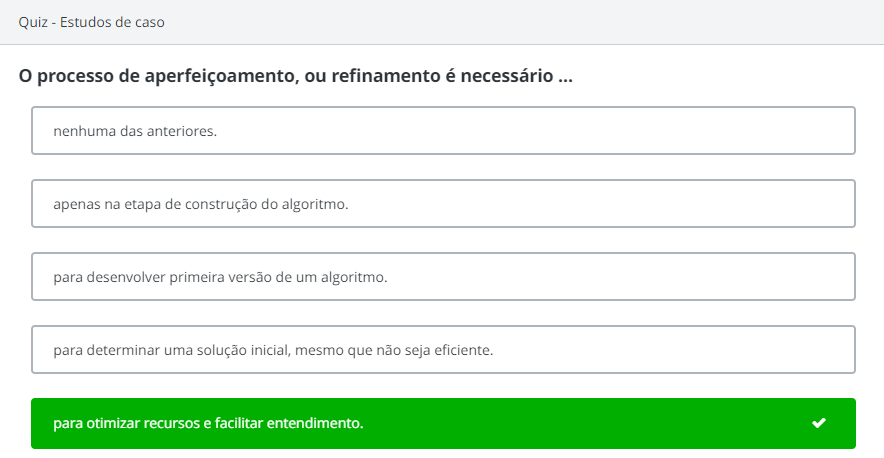 Quiz - Estudos de caso
O processo de aperfeiçoamento, ou refinamento é necessário ...
nenhuma das anteriores.
apenas na etapa de construção do algoritmo.
para desenvolver primeira versão de um algoritmo.
para determinar uma solução inicial, mesmo que não seja eficiente.
para otimizar recursos e facilitar entendimento.